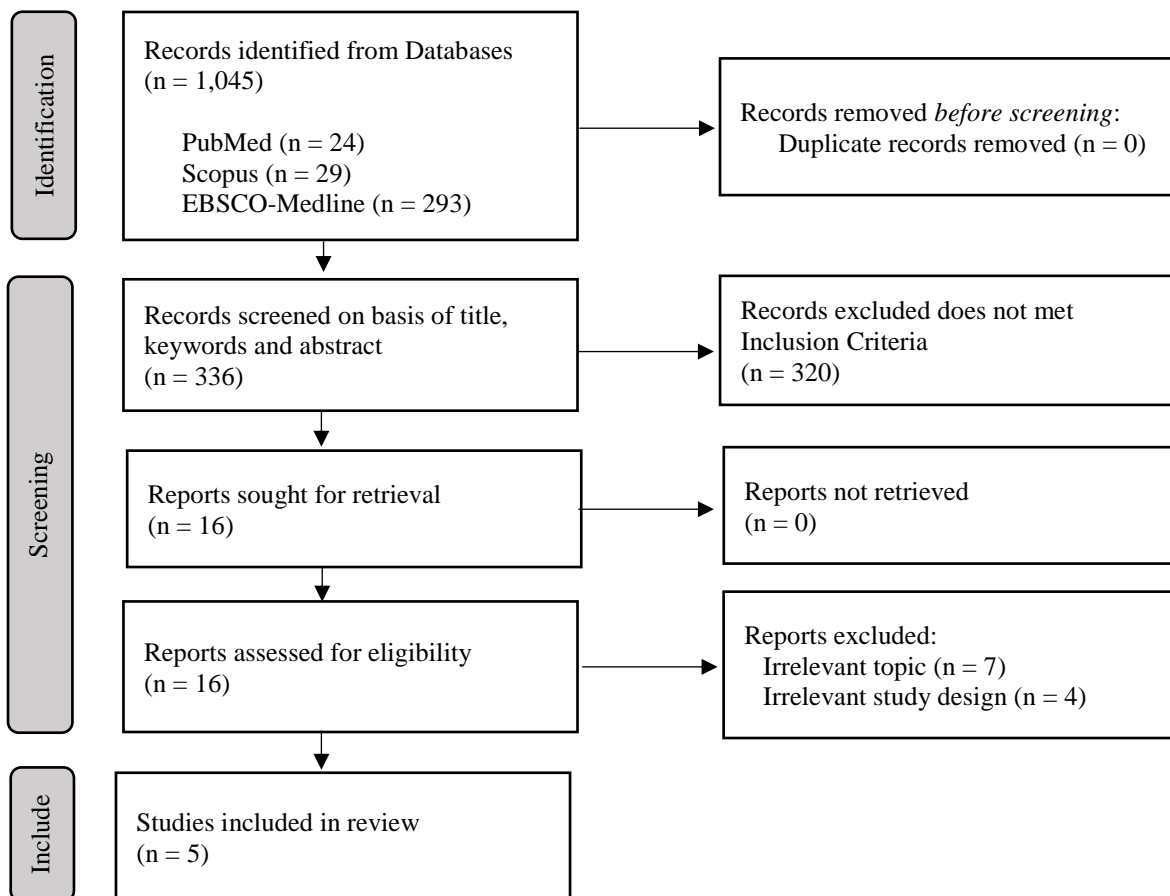 Identification
Records identified from Databases
(n = 1,045)
PubMed (n = 24)
Scopus (n = 29)
EBSCO-Medline (n = 293)
Records removed before screening:
Duplicate records removed (n = 0)
Screening
Records screened on basis of title,
keywords and abstract
(n = 336)
Records excluded does not met
Inclusion Criteria
(n = 320)
Reports sought for retrieval
(n = 16)
Reports not retrieved
(n = 0)
Reports assessed for eligibility
(n = 16)
Reports excluded:
Irrelevant topic (n = 7)
Irrelevant study design (n = 4)
Include
Studies included in review
(n = 5)